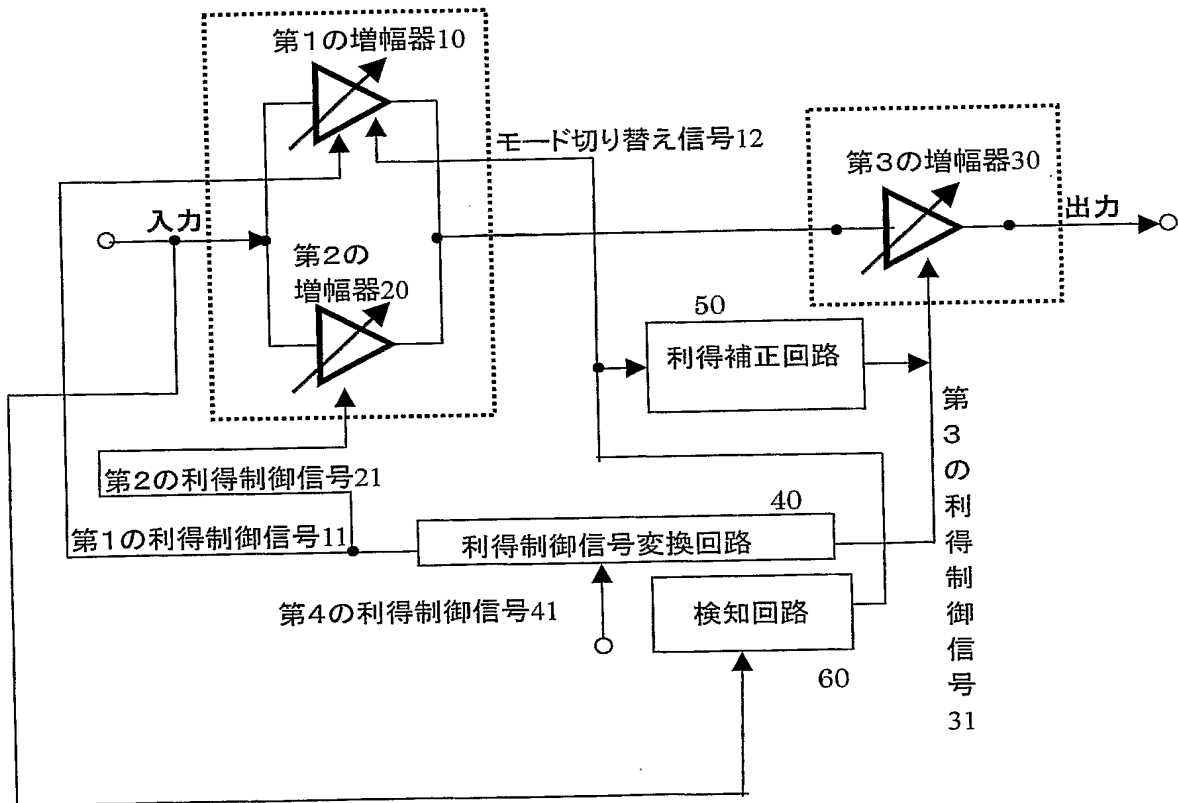 第1の増幅器10
モード切り替え信号12
第3の増幅器30
入力
出力
第2の
増幅器20
50
利得補正回路
第3の利得制御信号31
第2の利得制御信号21
40
第1の利得制御信号11
利得制御信号変換回路
第4の利得制御信号41
検知回路
60